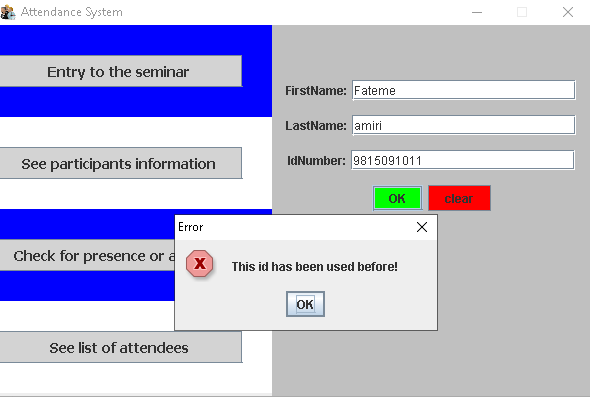 Attendance System
Entry to the seminar
See participants information
Check for presence or a
See list of attendees
FirstName: Fateme
LastName: amiri
IdNumber: 9815091011
OK clear
Error
This id has been used before!
OK